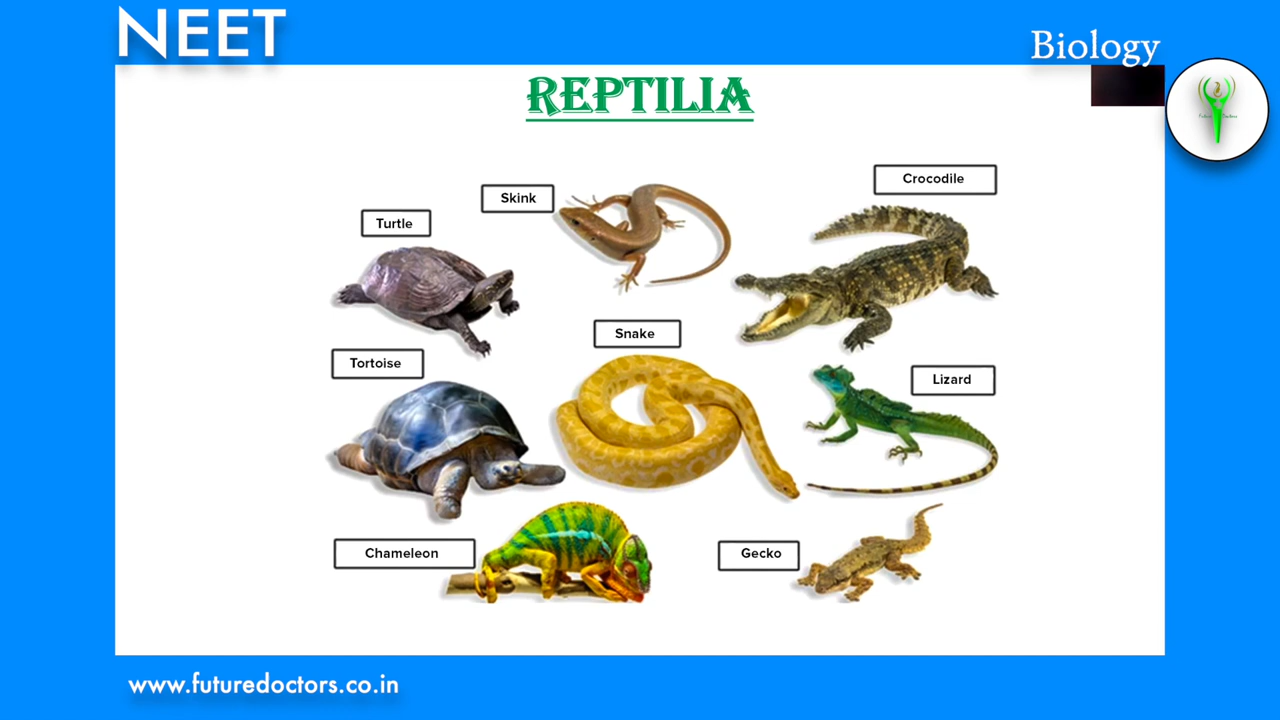 NEET
Biology
REPTILIA
Crocodile
Skink
Turtle
Snake
Tortoise
Lizard
Chameleon
Gecko
www.futuredoctors.co.in